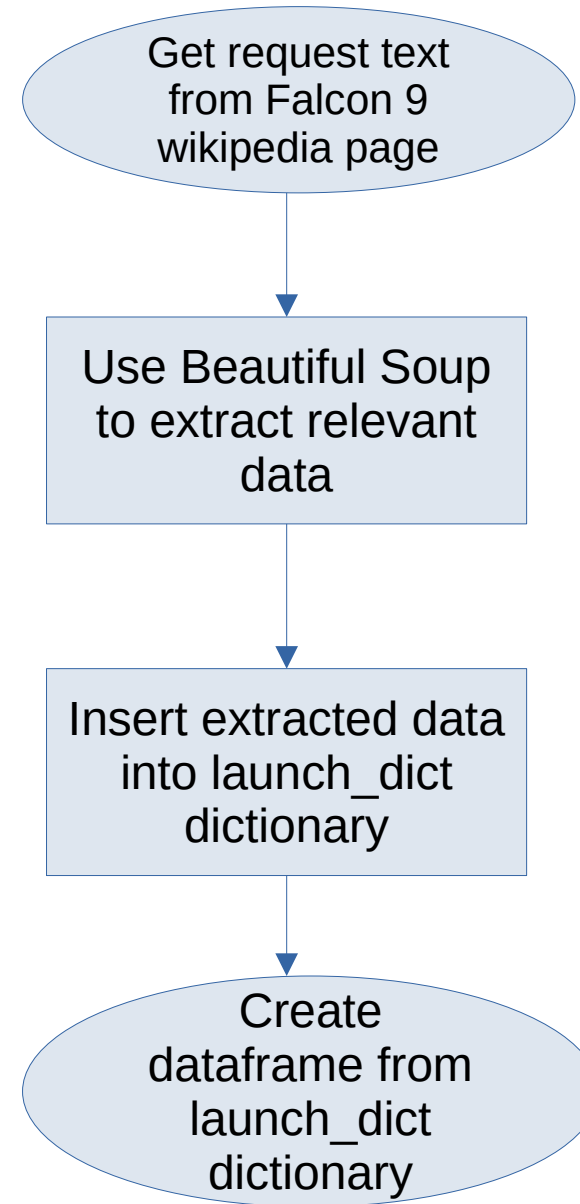 Get request text
from Falcon 9
wikipedia page
Use Beautiful Soup
to extract relevant
data
Insert extracted data
into launch_dict
dictionary
Create
dataframe from
launch_dict
dictionary